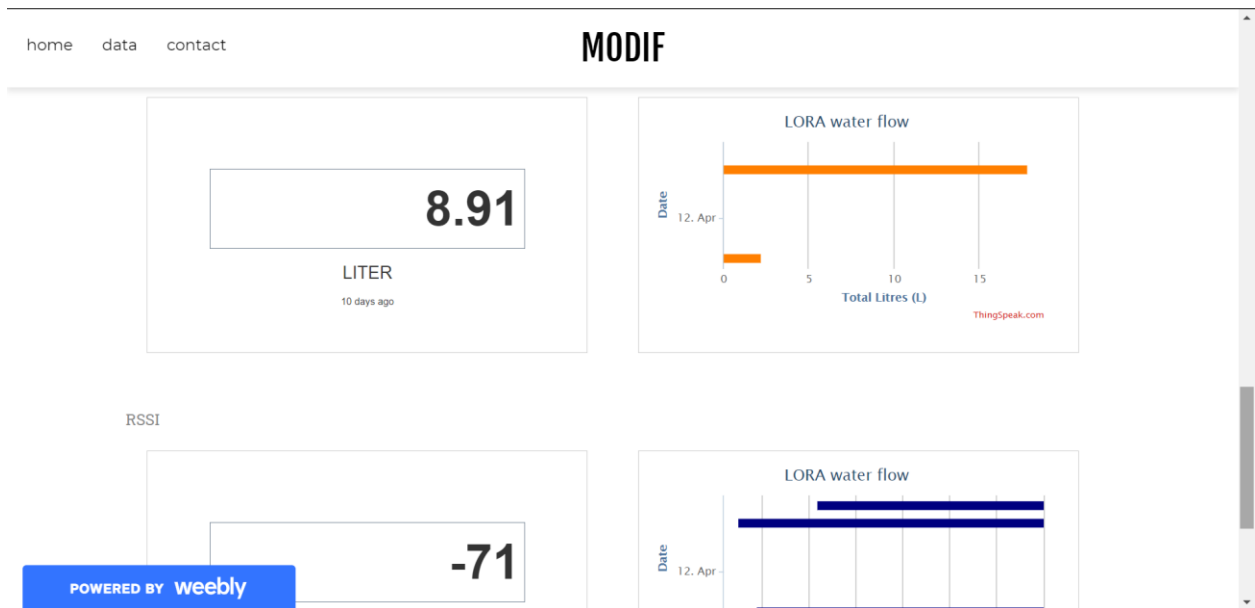 home data contact
MODIF
8.91
LITER
10 days ago
LORA water flow
Date
12. Apr
0 5 10 15
Total Litres (L)
ThingSpeak.com
RSSI
-71
LORA water flow
Date
12. Apr
POWERED BY weebly